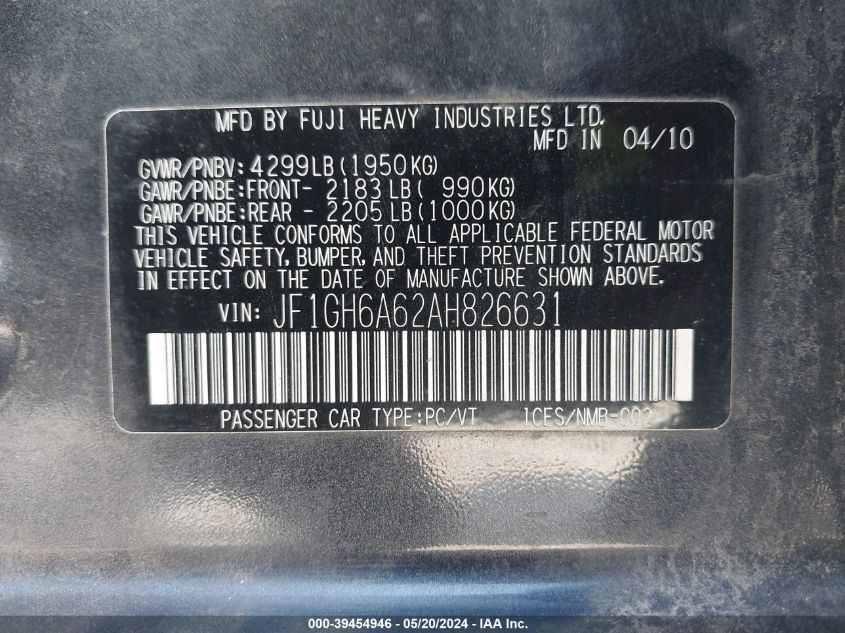 MFD BY FUJI HEAVY INDUSTRIES LTD.
MFD IN 04/10
GVWR/PNBV: 4299LB (1950KG)
GAWR/PNBE:FRONT- 2183 LB ( 990KG)
GAWR/PNBE:REAR - 2205 LB (1000KG)
THIS VEHICLE CONFORMS TO ALL APPLICABLE FEDERAL MOTOR
VEHICLE SAFETY, BUMPER, AND THEFT PREVENTION STANDARDS
IN EFFECT ON THE DATE OF MANUFACTURE SHOWN ABOVE.
VIN: JF1GH6A62AH826631
PASSENGER CAR TYPE:PC/VT ICES/NMB-002
000-39454946 - 05/20/2024 - IAA Inc.